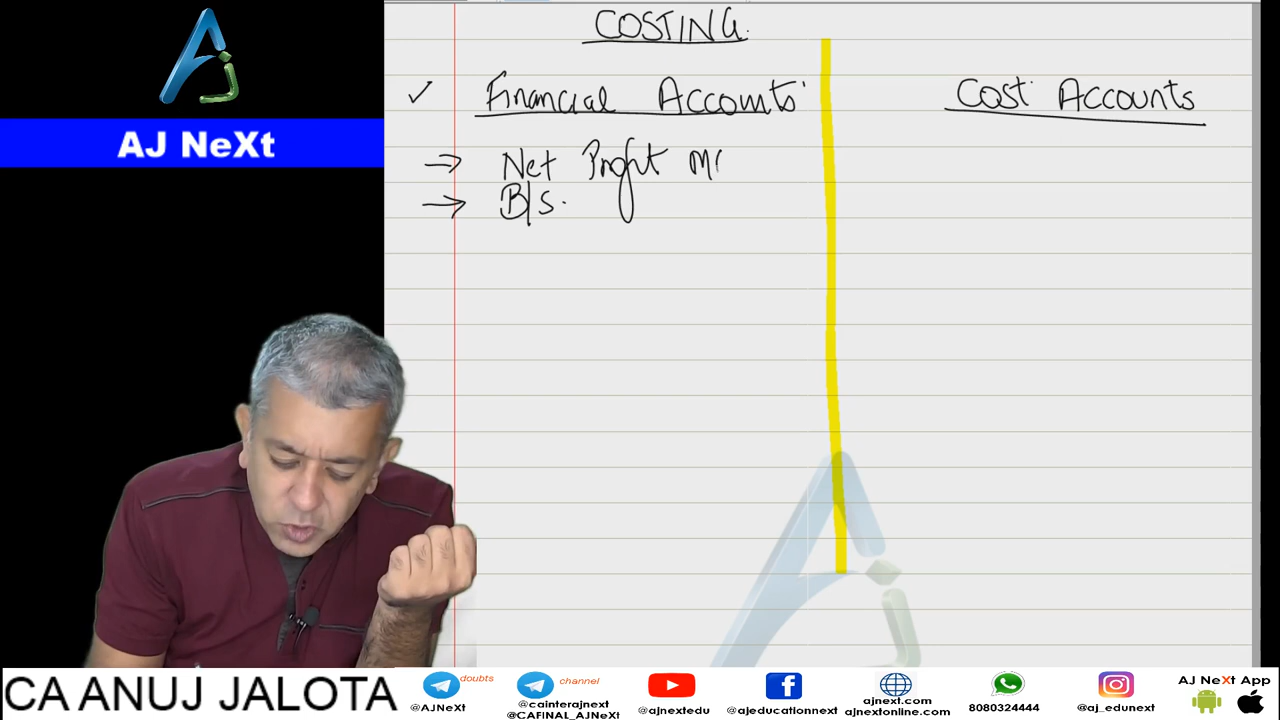 COSTING.
✓ Financial Accounts
Cost Accounts
→ Net Profit
→ B/S.
AJ NeXt
CA ANUJ JALOTA
doubts
@AJNeXt
channel
@cainterajnext
@CAFINAL_AJNeXt
@ajnextedu
@ajeducationnext
ajnext.com
ajnextonline.com
8080324444
@aj_edunext
AJ NeXt App